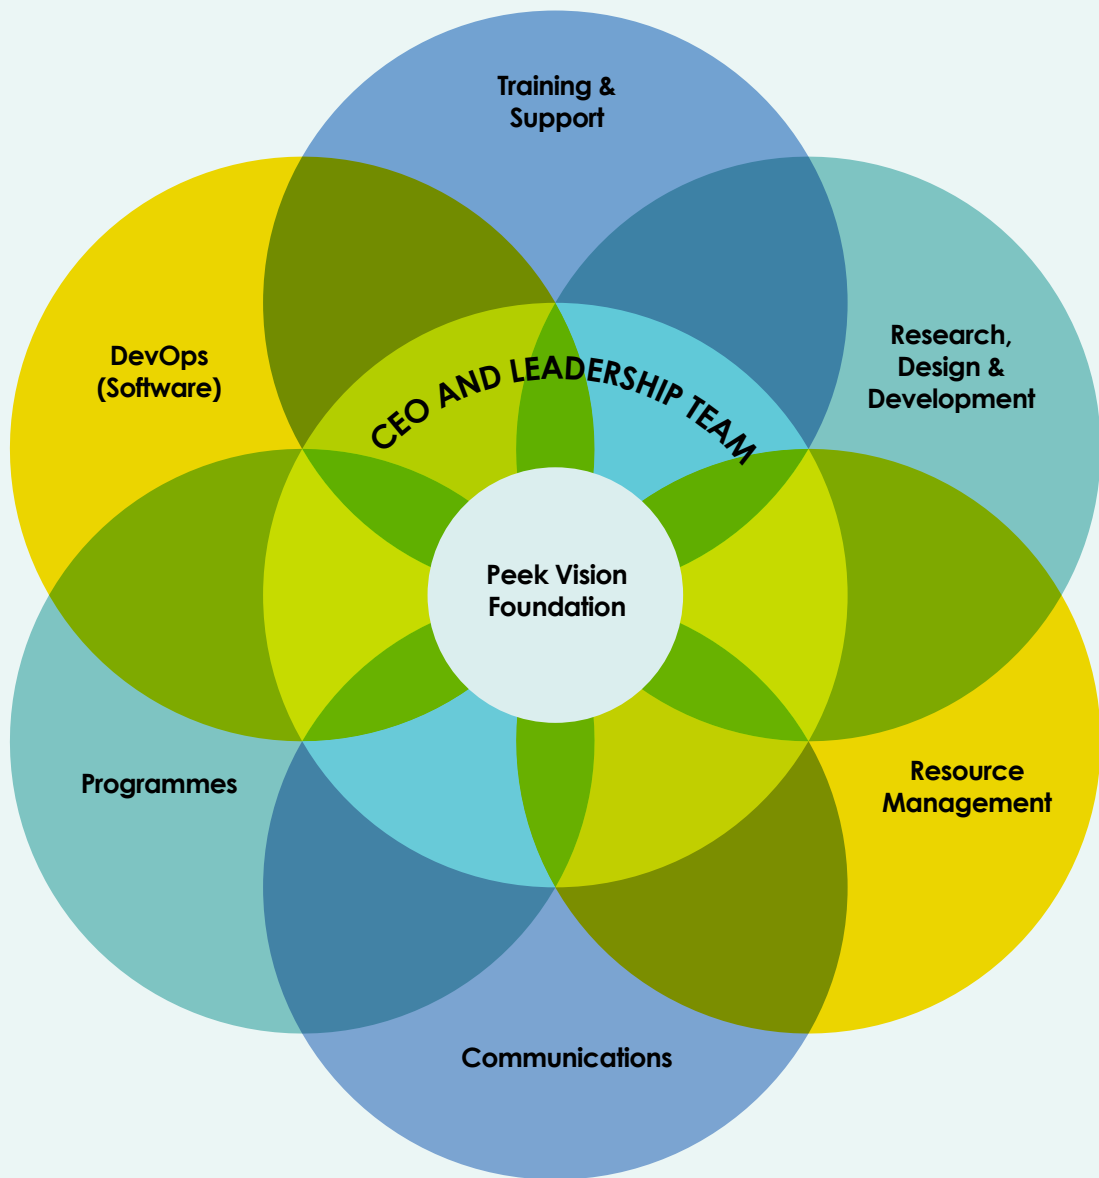 Training &
Support
DevOps
(Software)
Research,
Design &
Development
CEO AND LEADERSHIP TEAM
Peek Vision
Foundation
Programmes
Resource
Management
Communications